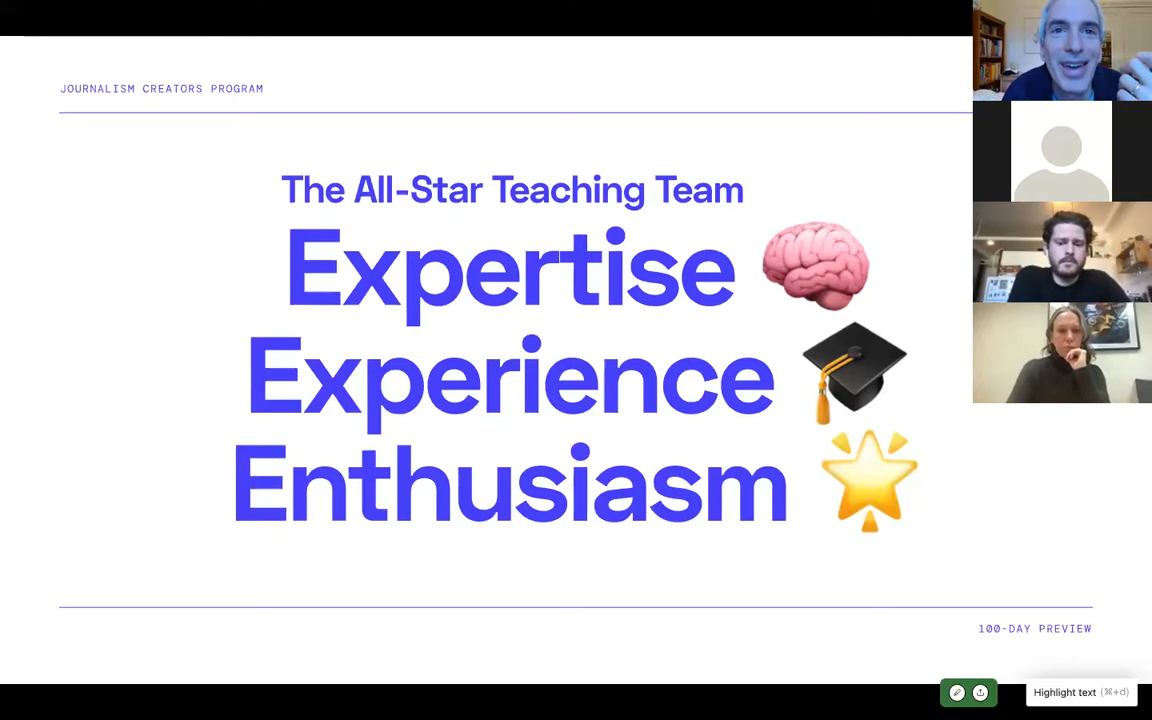 JOURNALISM CREATORS PROGRAM
The All-Star Teaching Team
Expertise
Experience
Enthusiasm
100-DAY PREVIEW
Highlight text (⌘+d)